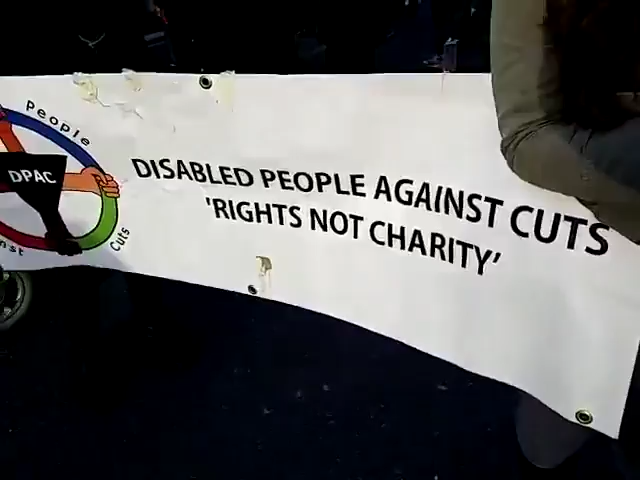 People
DPAC
Cuts
DISABLED PEOPLE AGAINST CUTS
'RIGHTS NOT CHARITY'